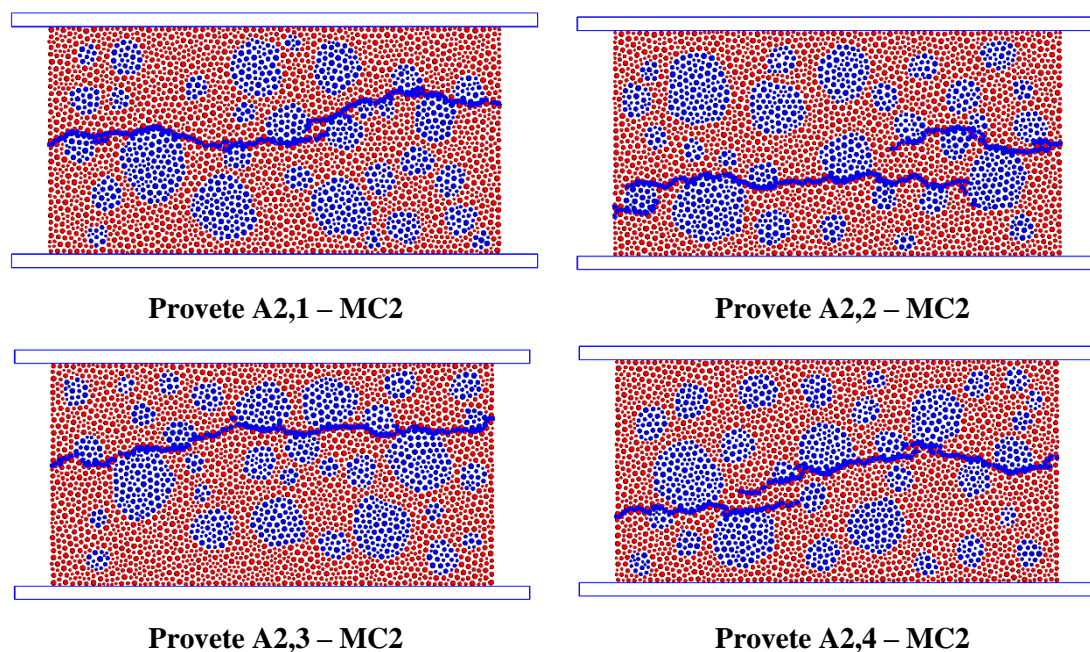 Provete A2,1 – MC2
Provete A2,2 – MC2
Provete A2,3 – MC2
Provete A2,4 – MC2